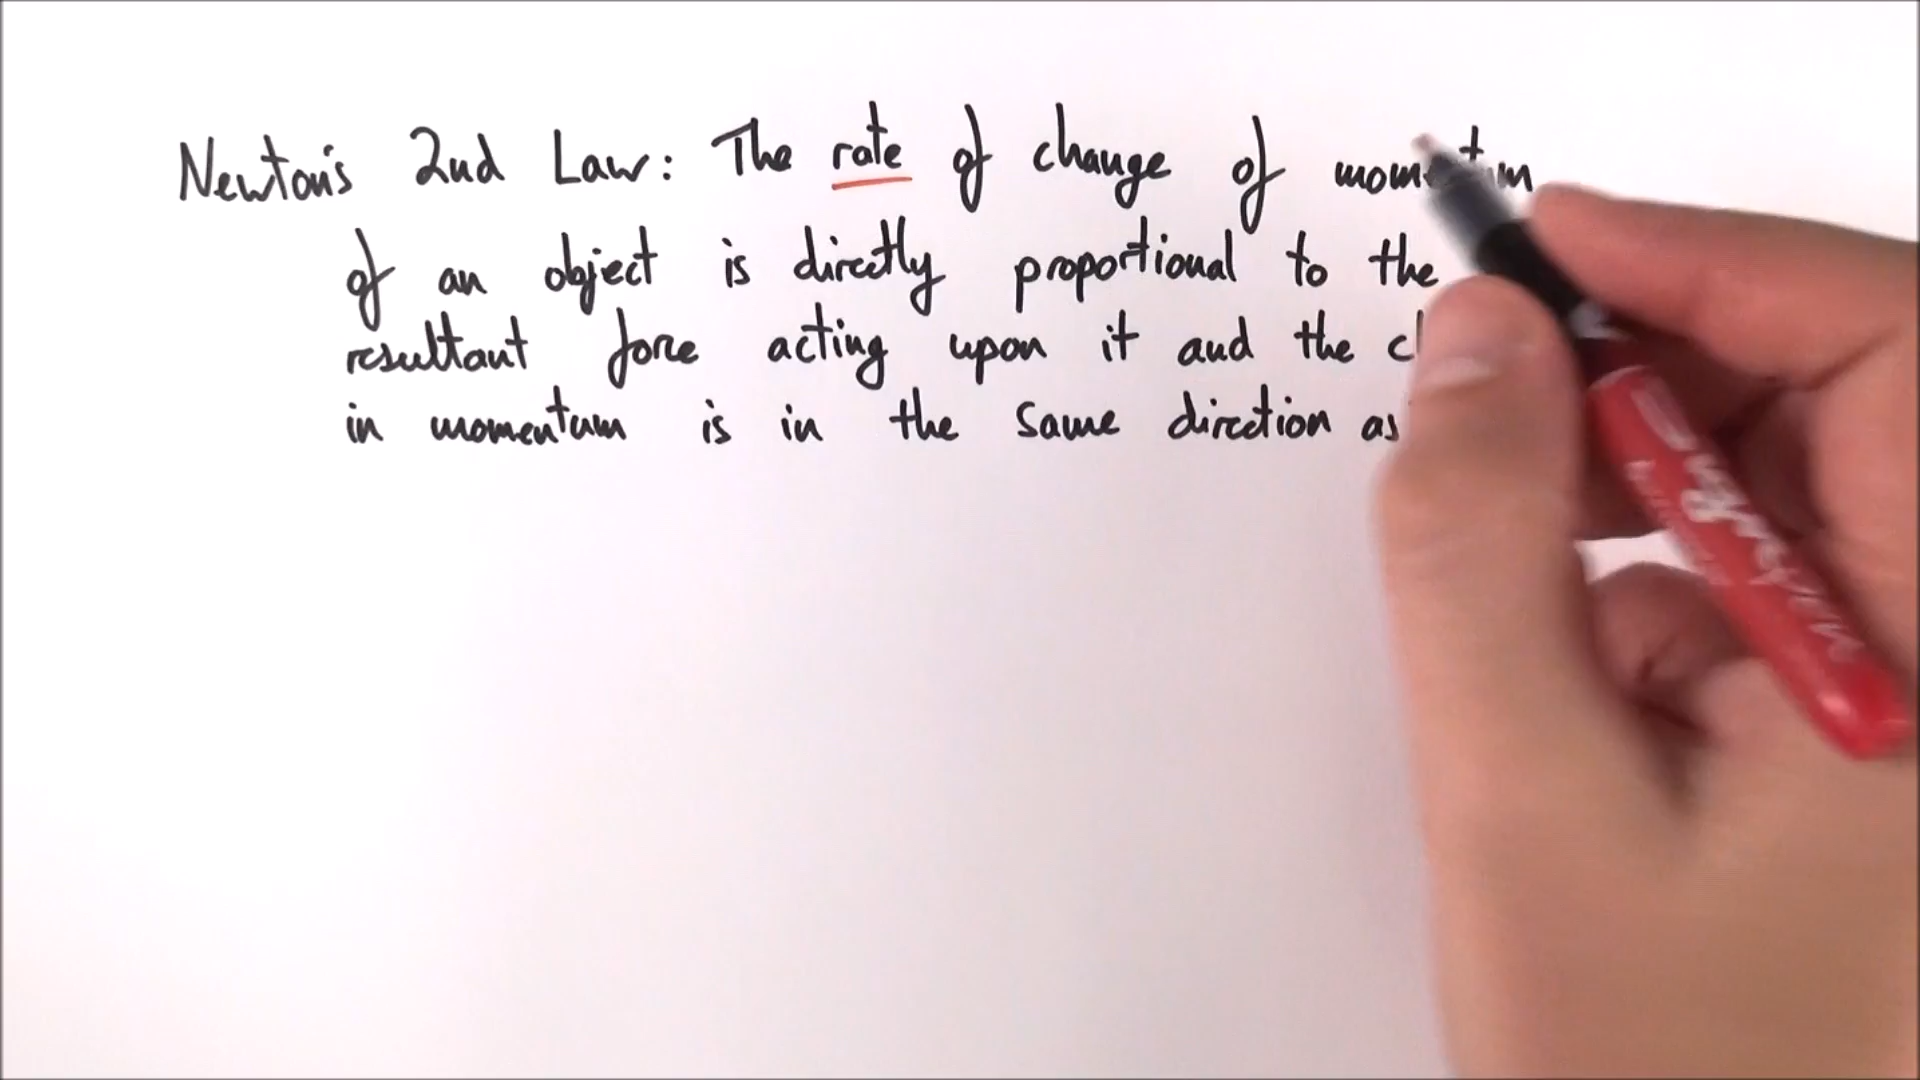 Newton's 2nd Law: The rate of change of momentum
of an object is directly proportional to the
resultant force acting upon it and the
in momentum is in the same direction as